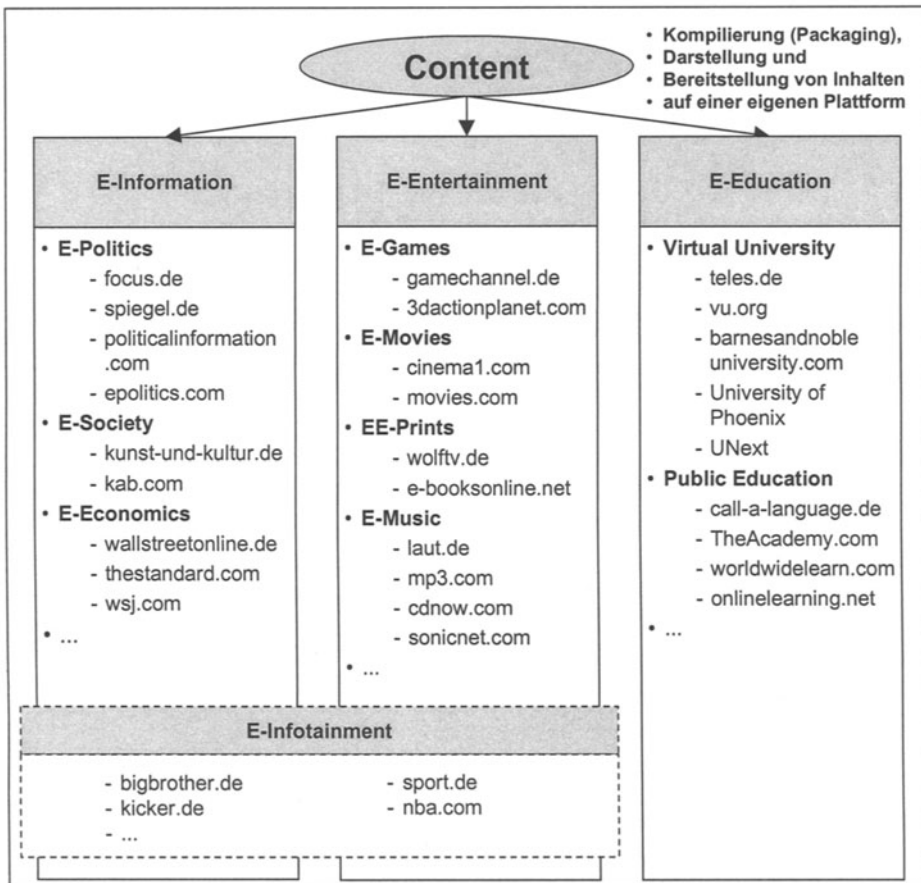 Content
• Kompilierung (Packaging),
• Darstellung und
• Bereitstellung von Inhalten
• auf einer eigenen Plattform
E-Information
• E-Politics
- focus.de
- spiegel.de
- politicalinformation
.com
- epolitics.com
• E-Society
- kunst-und-kultur.de
- kab.com
• E-Economics
- wallstreetonline.de
- thestandard.com
- wsj.com
• ...
E-Entertainment
• E-Games
- gamechannel.de
- 3dactionplanet.com
• E-Movies
- cinema1.com
- movies.com
• EE-Prints
- wolftv.de
- e-booksonline.net
• E-Music
- laut.de
- mp3.com
- cdnow.com
- sonicnet.com
• ...
E-Education
• Virtual University
- teles.de
- vu.org
- barnesandnoble
university.com
- University of
Phoenix
- UNext
• Public Education
- call-a-language.de
- TheAcademy.com
- worldwidelearn.com
- onlinelearning.net
• ...
E-Infotainment
- bigbrother.de
- kicker.de
- ...
- sport.de
- nba.com